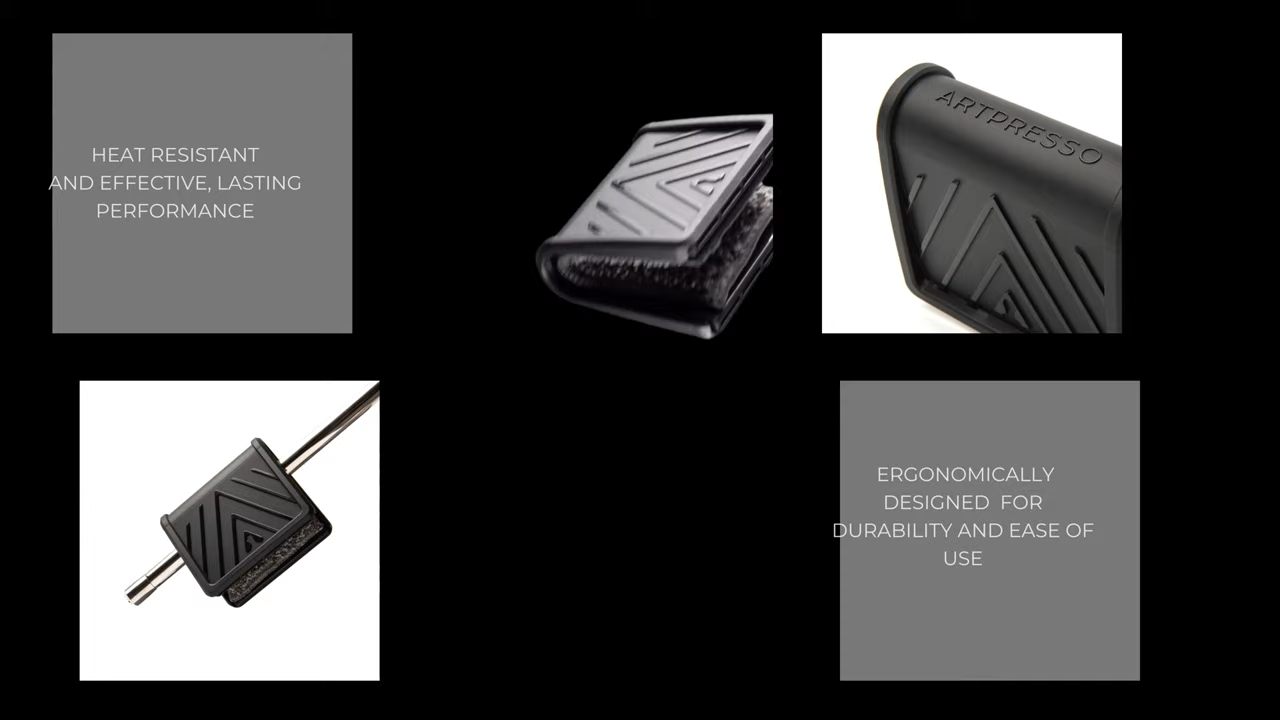 HEAT RESISTANT
AND EFFECTIVE, LASTING
PERFORMANCE
ARTPRESSO
ERGONOMICALLY
DESIGNED  FOR
DURABILITY AND EASE OF
USE